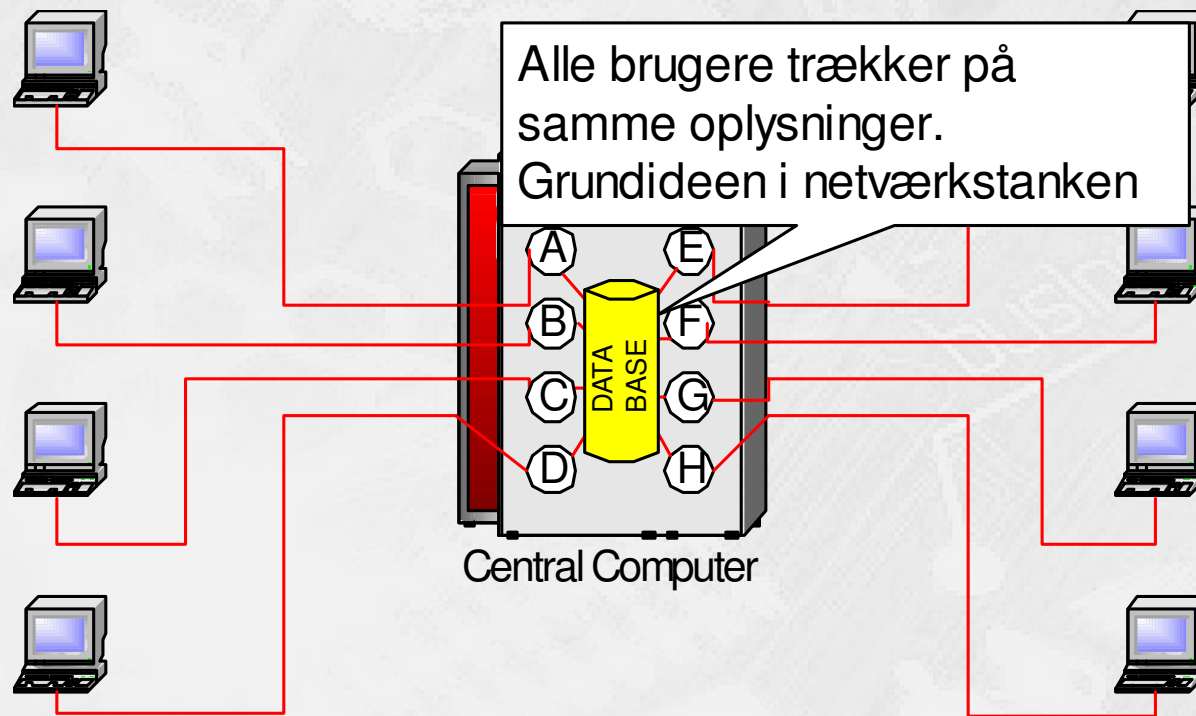 Alle brugere trækker på
samme oplysninger.
Grundideen i netværkstanken
A
E
B
F
C
G
D
H
DATA
BASE
Central Computer